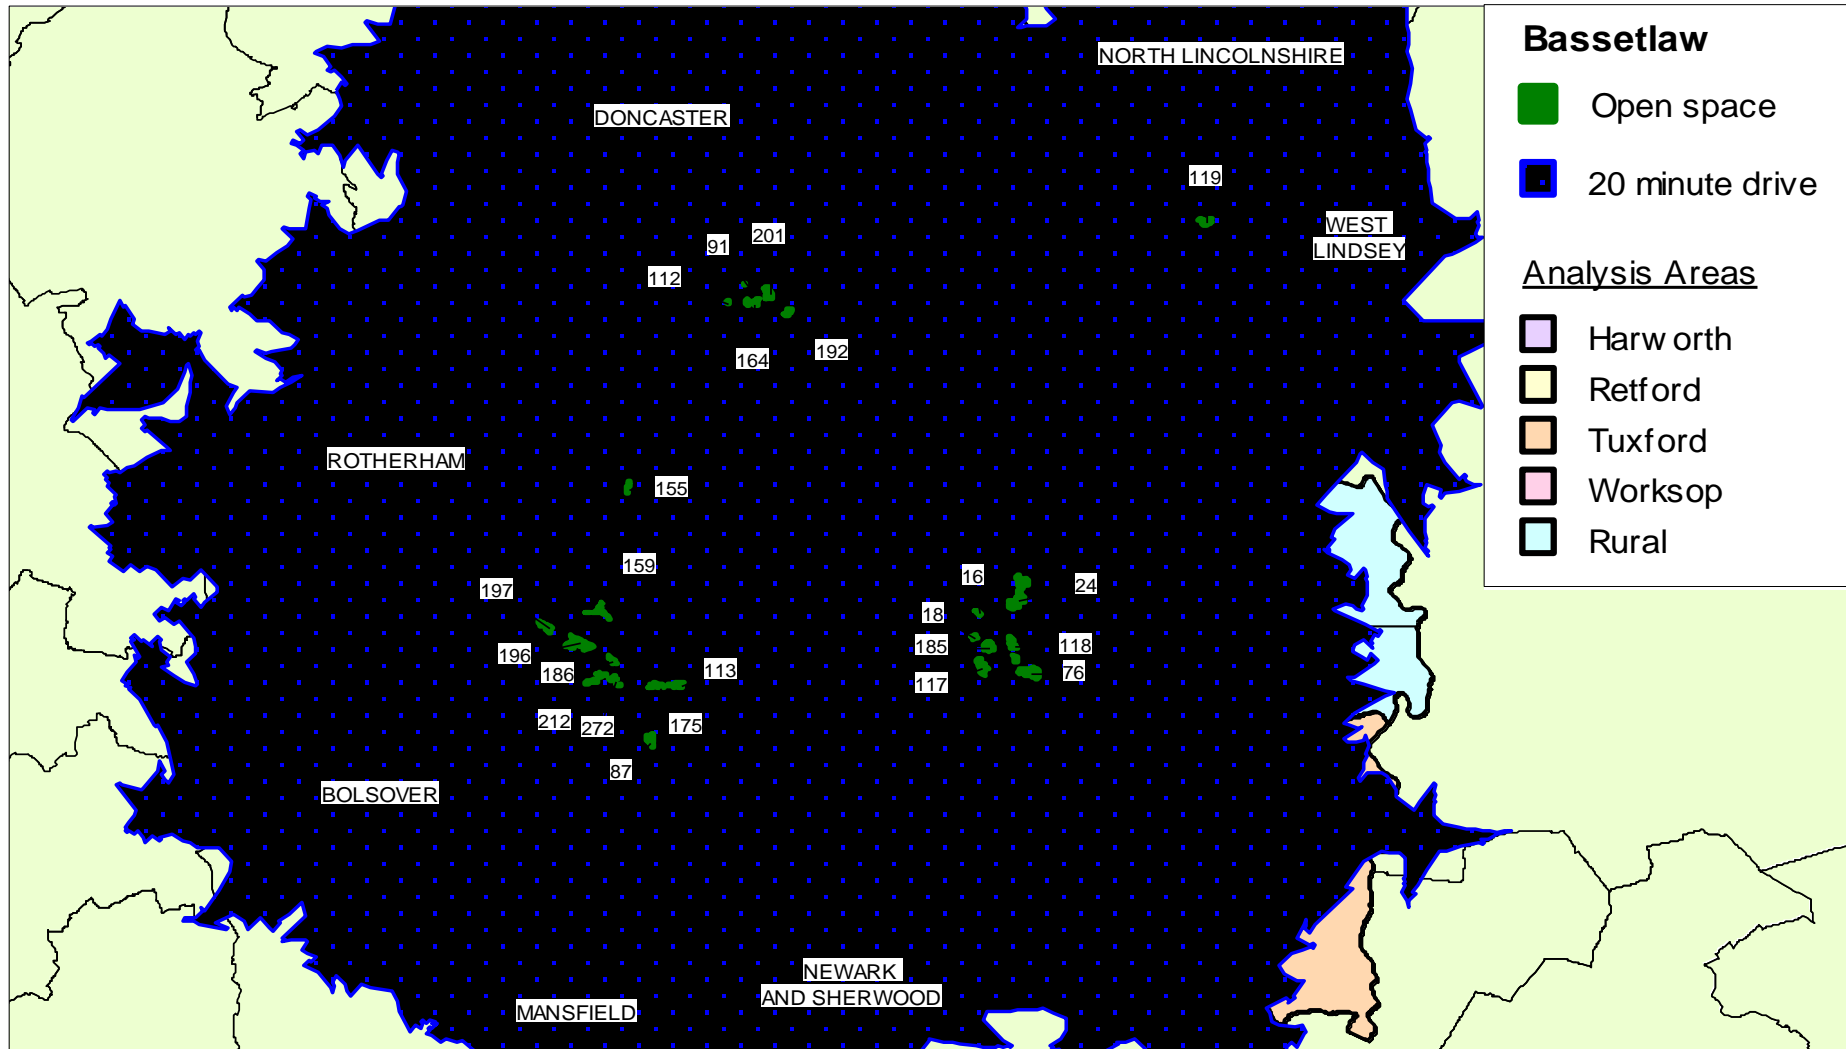 NORTH LINCOLNSHIRE
DONCASTER
119
WEST
LINDSEY
201
91
112
192
164
ROTHERHAM
155
159
197
16
24
18
185
118
196
186
113
76
117
212
272
175
87
BOLSOVER
NEWARK
AND SHERWOOD
MANSFIELD
Bassetlaw
Open space
20 minute drive
Analysis Areas
Harworth
Retford
Tuxford
Worksop
Rural